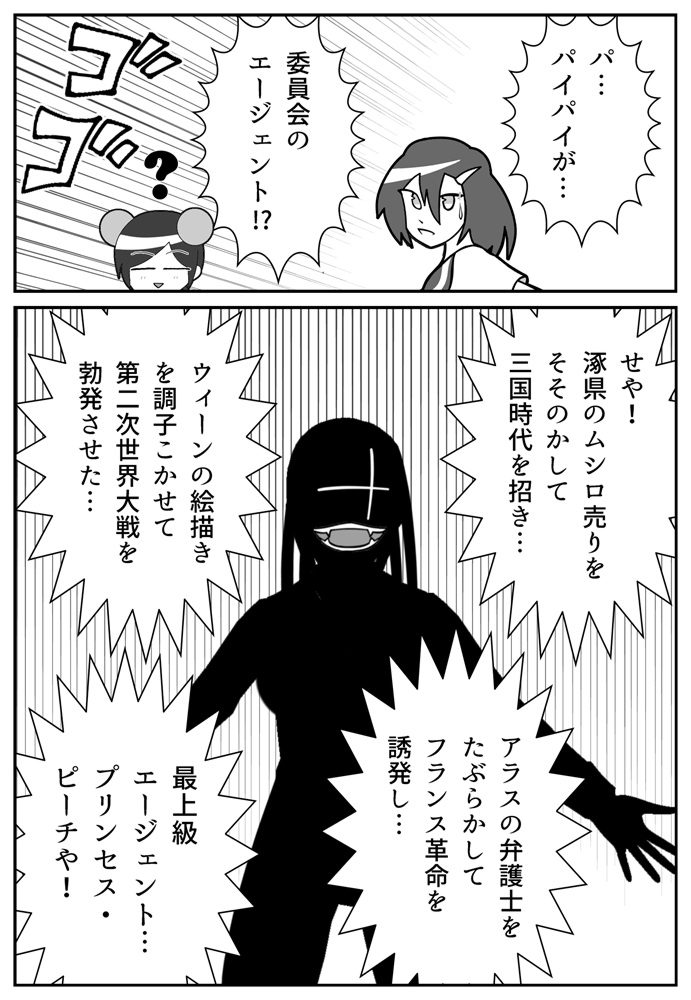 パ…
パイパイが…
委員会の
エージェント!?
?
ゴゴ
せや！
涿県のムシロ売りを
そそのかして
三国時代を招き…
ウィーンの絵描き
を調子こかせて
第二次世界大戦を
勃発させた…
アラスの弁護士を
たぶらかして
フランス革命を
誘発し…
最上級
エージェント…
プリンセス・
ピーチや！